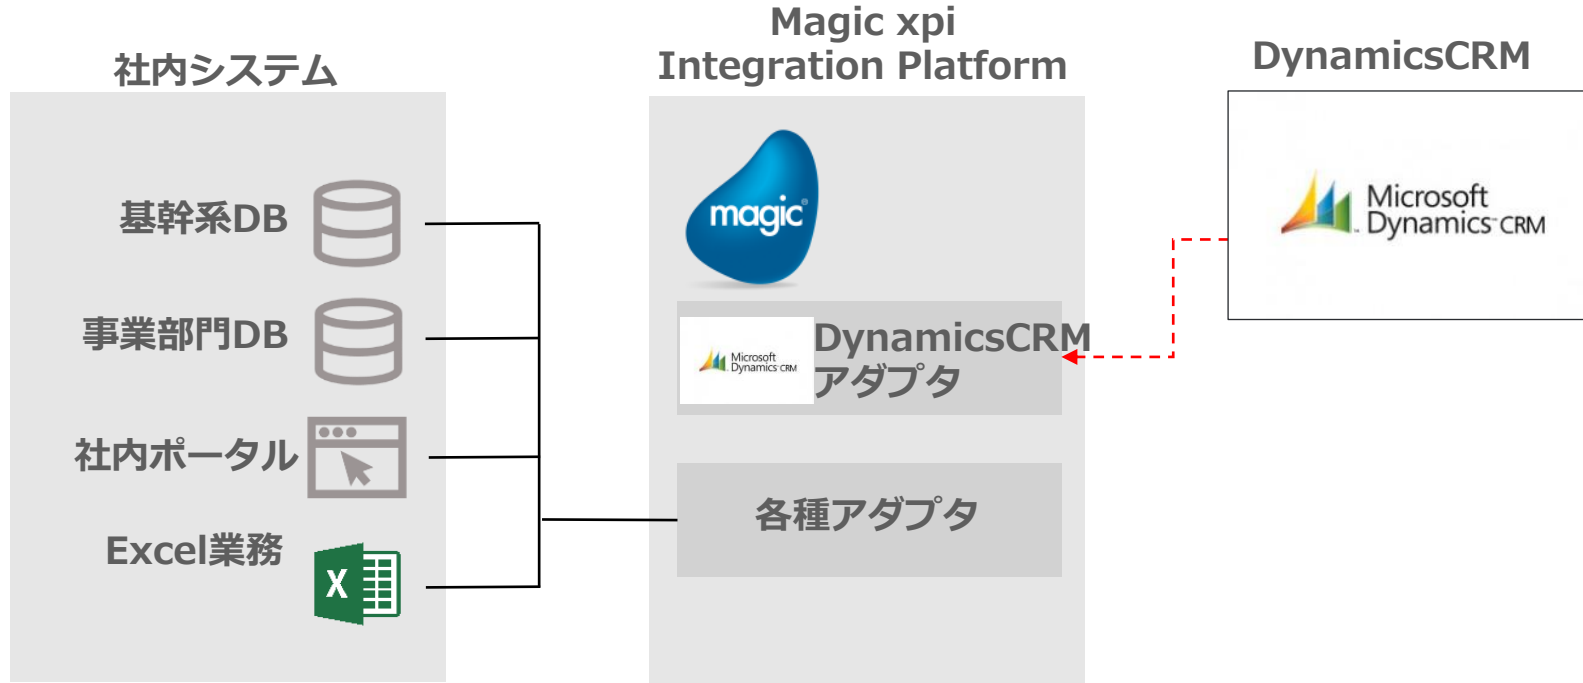 社内システム
基幹系DB
事業部門DB
社内ポータル
Excel業務
X
Magic xpi
Integration Platform
magic®
Microsoft
Dynamics CRM
DynamicsCRM
アダプタ
各種アダプタ
DynamicsCRM
Microsoft
Dynamics™ CRM